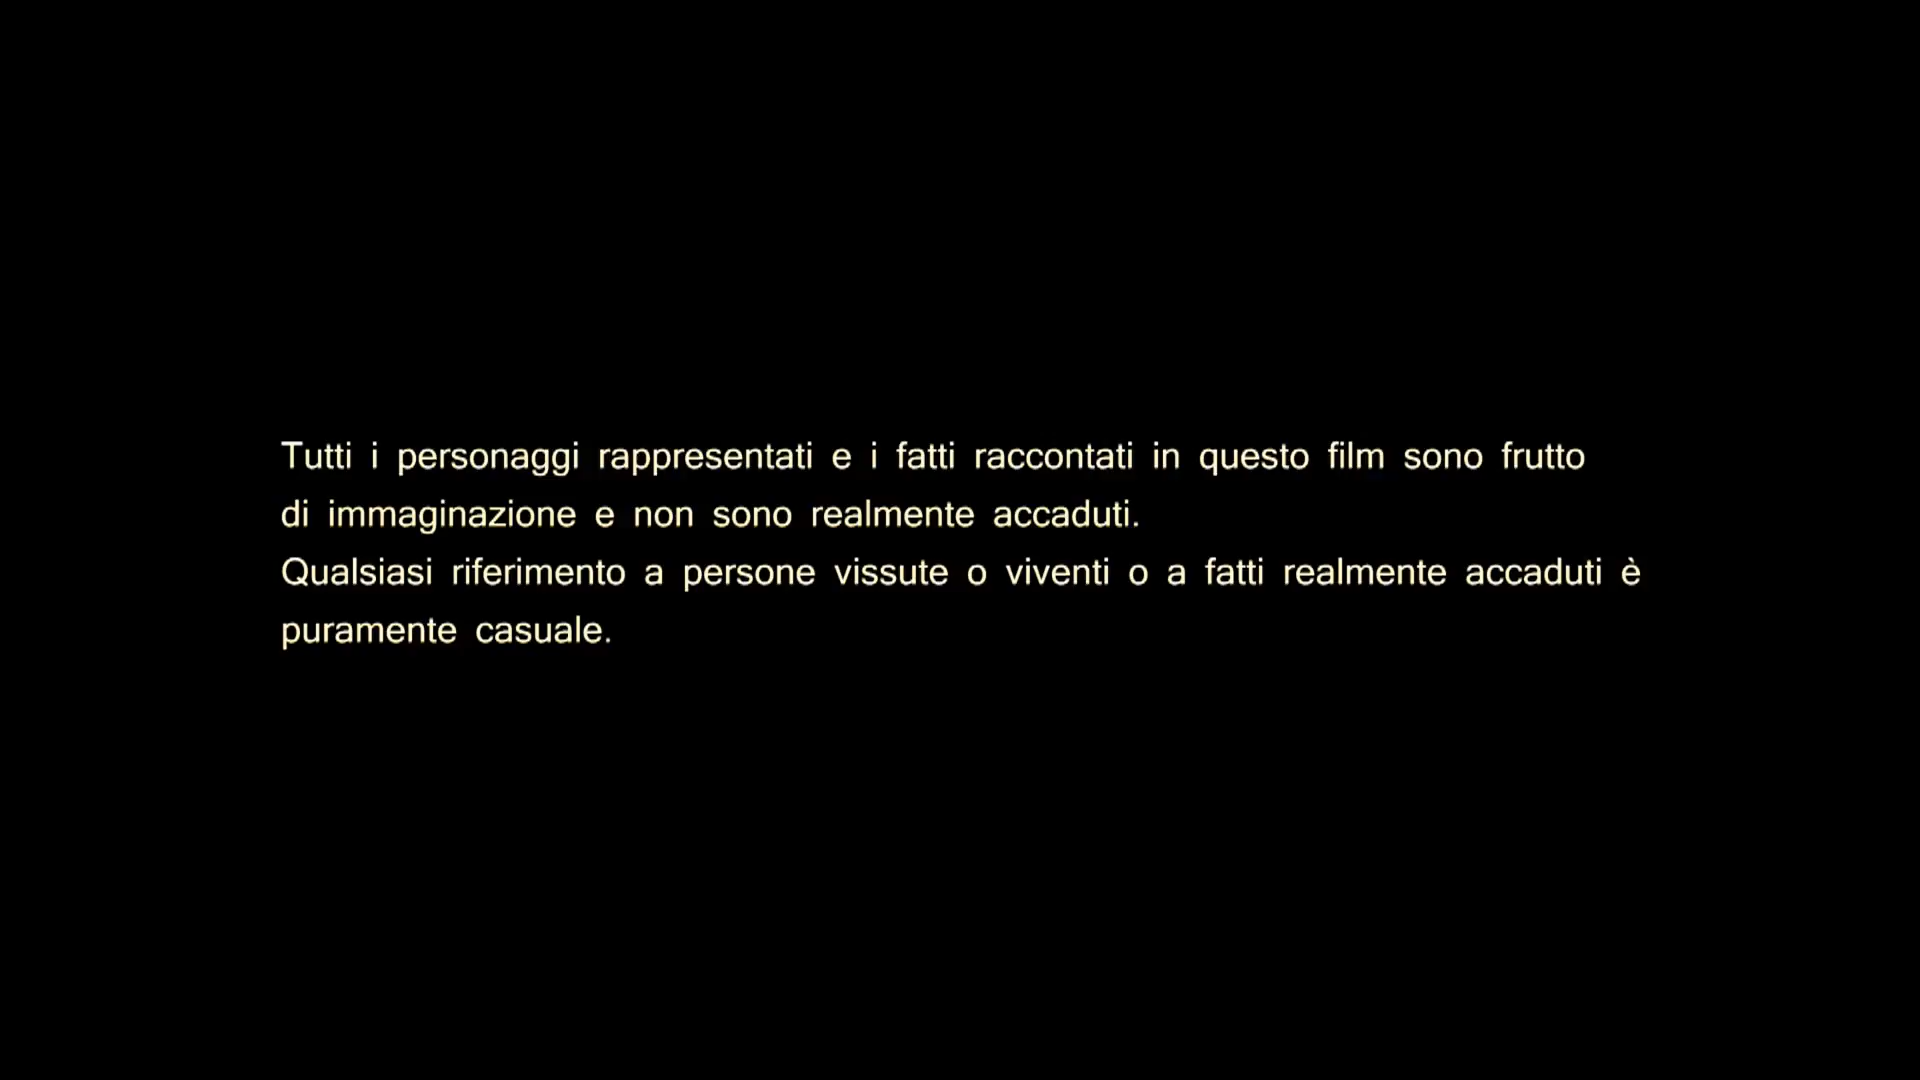 Tutti i personaggi rappresentati e i fatti raccontati in questo film sono frutto
di immaginazione e non sono realmente accaduti.
Qualsiasi riferimento a persone vissute o viventi o a fatti realmente accaduti è
puramente casuale.